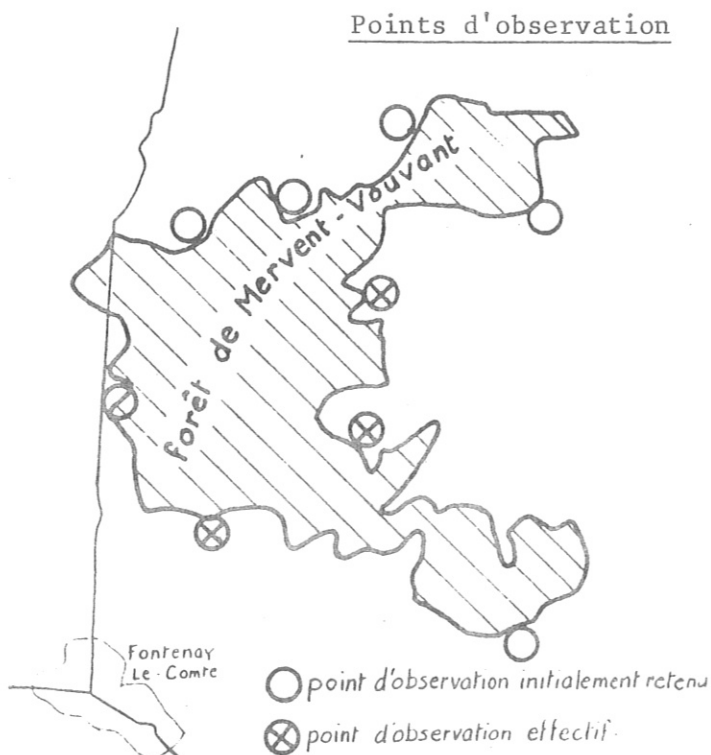 Points d'observation
forêt de Mervent-Vouvant
Fontenay
Le-Comte
point d'observation initialement retenu
point d'observation effectif.